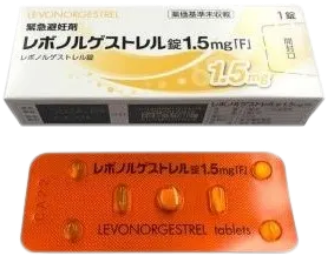 LEVONORGESTREL
薬価基準未収載
1錠
緊急避妊剤
レボノルゲストレル錠1.5mg「F」
レボノルゲストレル錠
1.5mg
開封口
レボノルゲストレル錠1.5mg「F」
LEVONORGESTREL tablets